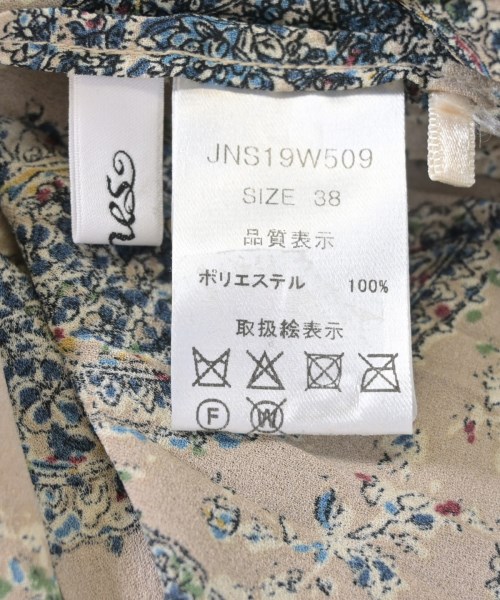 JNS19W509
SIZE 38
品質表示
ポリエステル 100%
取扱絵表示
F W